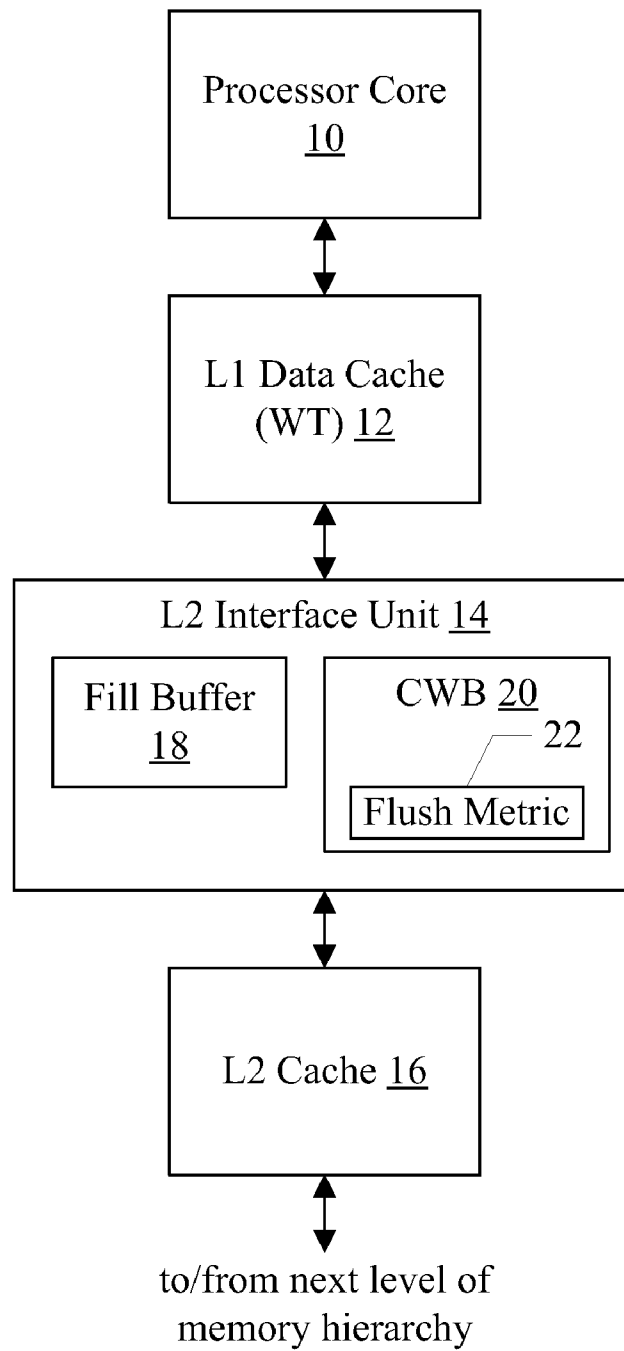 Processor Core
10
L1 Data Cache
(WT) 12
L2 Interface Unit 14
Fill Buffer
18
CWB 20
22
Flush Metric
L2 Cache 16
to/from next level of
memory hierarchy